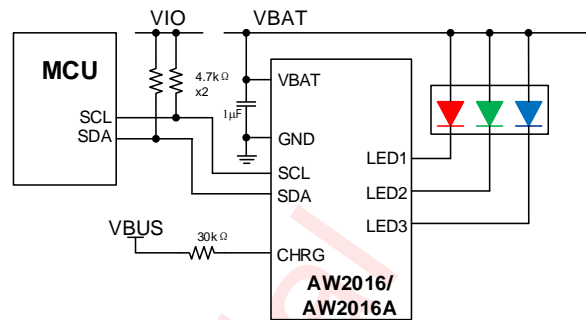 VIO
VBAT
MCU
4.7kΩ
x2
VBAT
1μF
SCL
SDA
GND
LED1
SCL
SDA
LED2
VBUS
30kΩ
LED3
CHRG
AW2016/
AW2016A